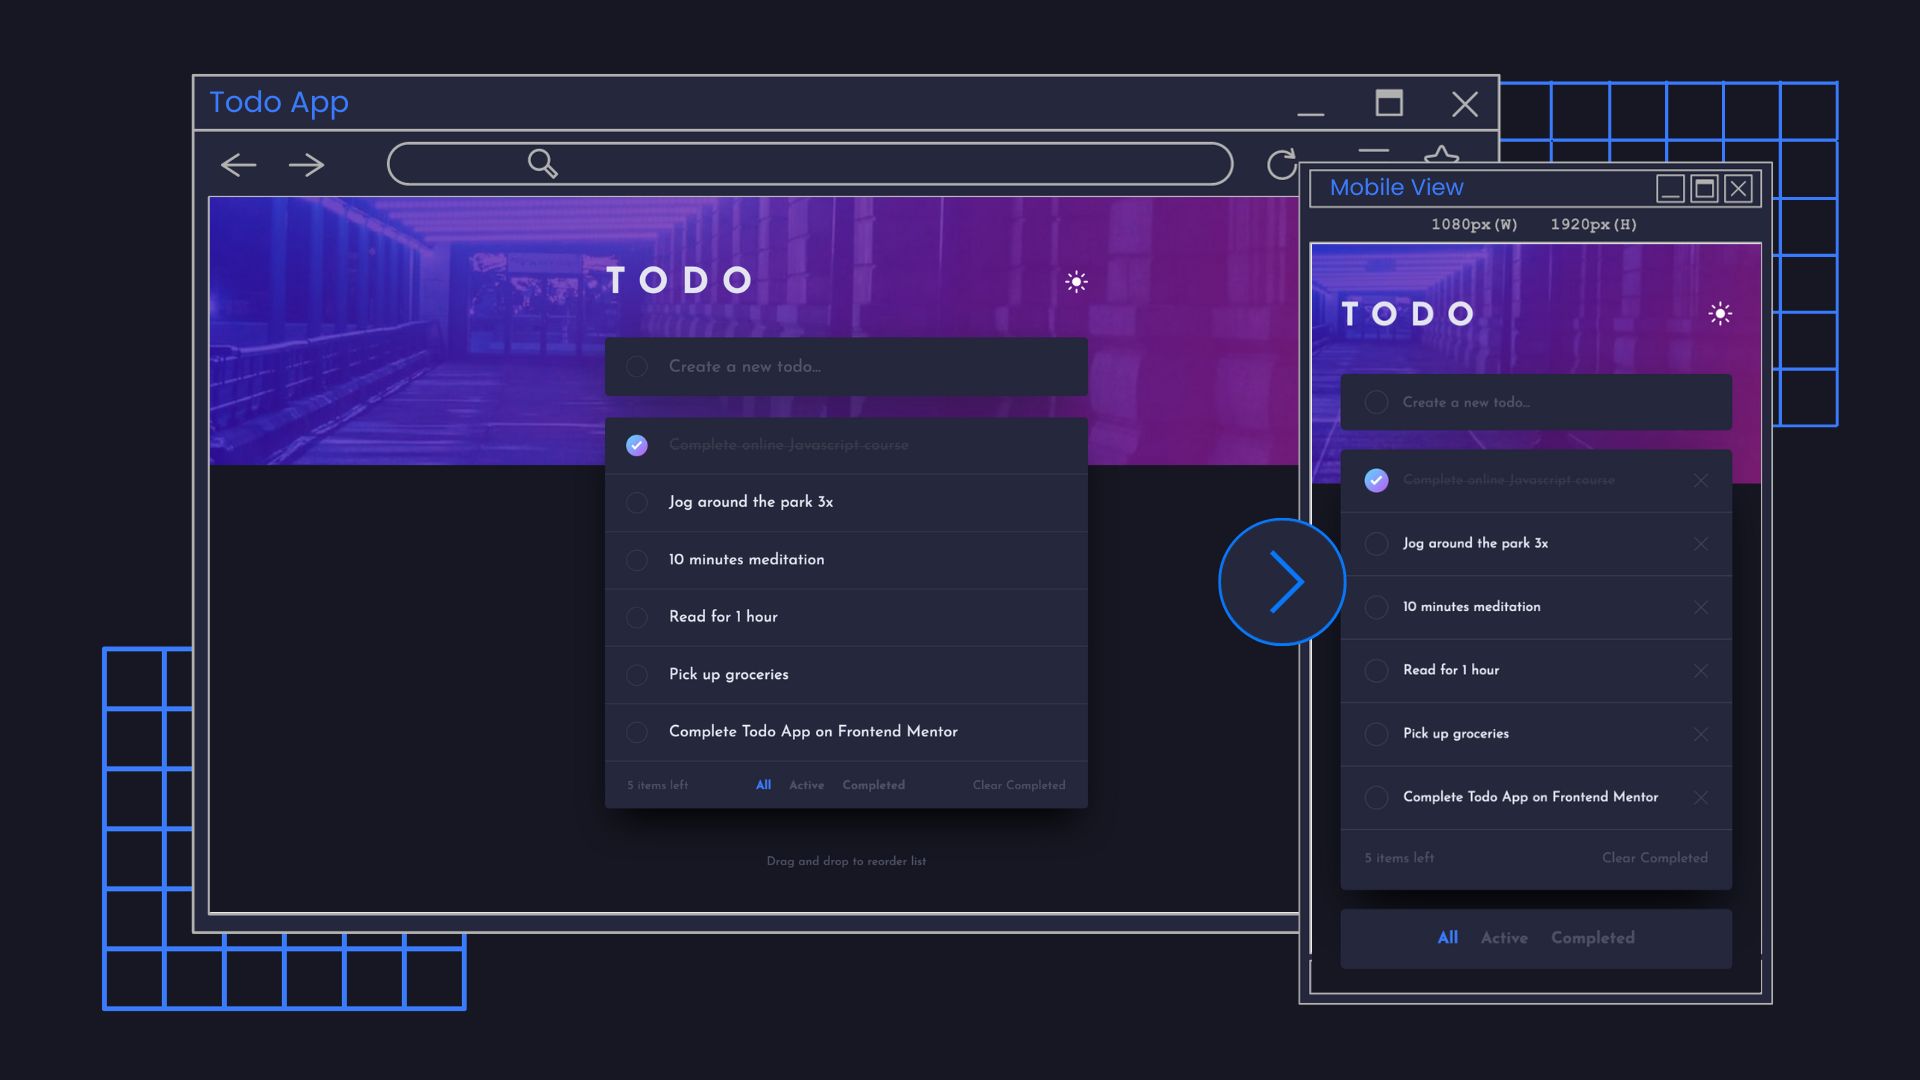 Todo App
TODO
Create a new todo...
Complete online Javascript course
Jog around the park 3x
10 minutes meditation
Read for 1 hour
Pick up groceries
Complete Todo App on Frontend Mentor
5 items left All Active Completed Clear Completed
Drag and drop to reorder list
Mobile View
1080px(W) 1920px(H)
TODO
Create a new todo...
Complete online Javascript course
Jog around the park 3x
10 minutes meditation
Read for 1 hour
Pick up groceries
Complete Todo App on Frontend Mentor
5 items left Clear Completed
All Active Completed